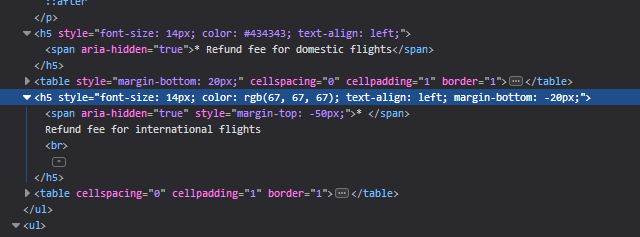 ::after
</p>
<h5 style="font-size: 14px; color: #434343; text-align: left;">
<span aria-hidden="true">* Refund fee for domestic flights</span>
</h5>
<table style="margin-bottom: 20px;" cellspacing="0" cellpadding="1" border="1">…</table>
<h5 style="font-size: 14px; color: rgb(67, 67, 67); text-align: left; margin-bottom: -20px;">
<span aria-hidden="true" style="margin-top: -50px;">* </span>
Refund fee for international flights
<br>
</h5>
<table cellspacing="0" cellpadding="1" border="1">…</table>
</ul>
<ul>